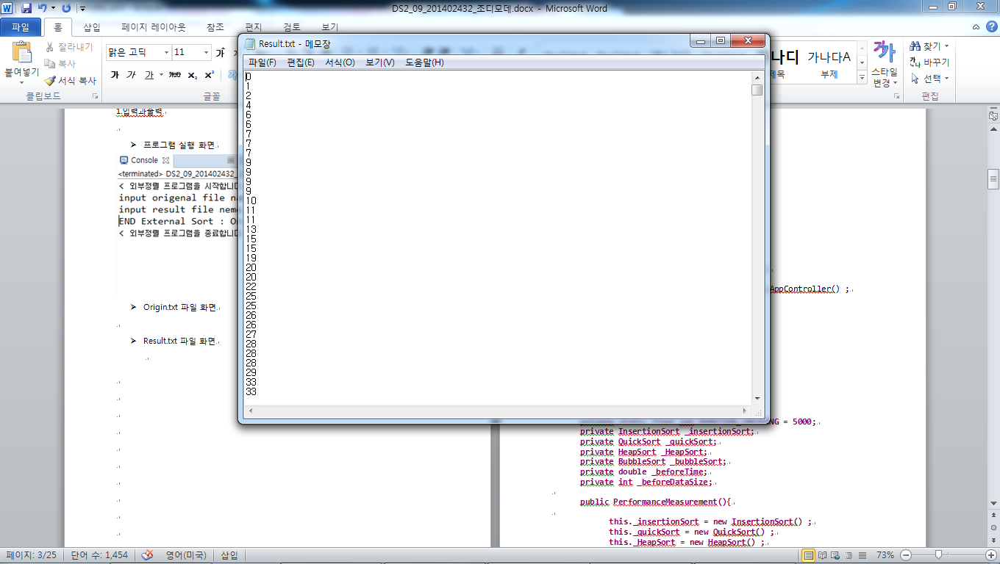 DS2_09_201402432_조디모데.docx - Microsoft Word
파일 홈 삽입 페이지 레이아웃 참조 편지 검토 보기
붙여넣기
잘라내기
복사
서식 복사
클립보드
맑은 고딕 11
글꼴
가나다A
제목 부제
스타일
변경
찾기
바꾸기
선택
편집
Result.txt - 메모장
파일(F) 편집(E) 서식(O) 보기(V) 도움말(H)
0
1
2
4
6
6
7
7
7
9
9
9
9
10
11
11
13
15
15
19
20
20
22
25
25
26
26
27
28
28
28
29
33
33
1.입력과출력
프로그램 실행 화면
Console
<terminated> DS2_09_201402432_
< 외부정렬 프로그램을 시작합니다
input origenal file na
input result file neme
END External Sort : O
< 외부정렬 프로그램을 종료합니다
Origin.txt 파일 화면
Result.txt 파일 화면
AppController() ;
= 5000;
private InsertionSort _insertionSort;
private QuickSort _quickSort;
private HeapSort _HeapSort;
private BubbleSort _bubbleSort;
private double _beforeTime;
private int _beforeDataSize;
public PerformanceMeasurement(){
this._insertionSort = new InsertionSort() ;
this._quickSort = new QuickSort() ;
this._HeapSort = new HeapSort() ;
페이지: 3/25 단어 수: 1,454 영어(미국) 삽입 73%